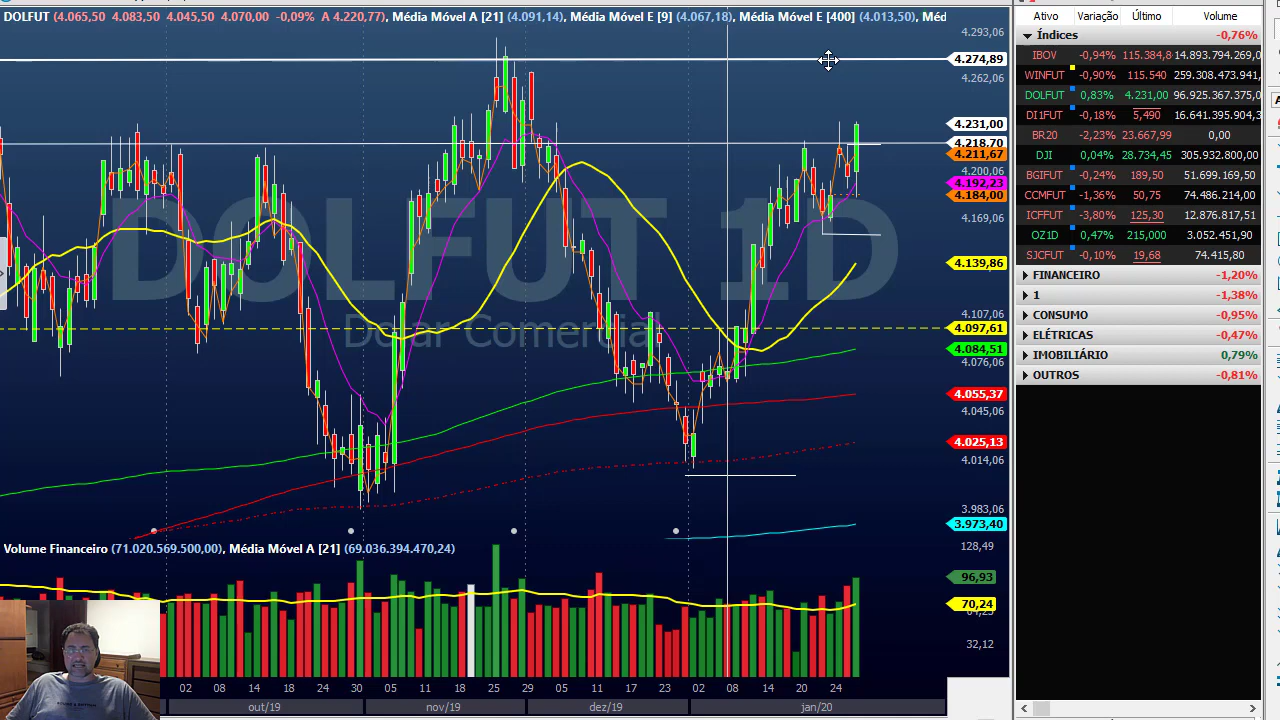 DOLFUT (4.065,50 4.083,50 4.045,50 4.070,00 -0,09% A 4.220,77), Média Móvel A [21] (4.091,14), Média Móvel E [9] (4.067,18), Média Móvel E [400] (4.013,50), Méd
DOLFUT 1D
Dolar Comercial
4.293,06
4.274,89
4.262,06
4.231,00
4.218,70
4.211,67
4.200,06
4.192,23
4.184,00
4.169,06
4.139,86
4.107,06
4.097,61
4.084,51
4.076,06
4.055,37
4.045,06
4.025,13
4.014,06
3.983,06
3.973,40
Volume Financeiro (71.020.569.500,00), Média Móvel A [21] (69.036.394.470,24)
128,49
96,93
70,24
32,12
02 08 14 18 24 30 05 11 18 25 29 05 11 17 23 02 08 14 20 24
out/19 nov/19 dez/19 jan/20
Ativo Variação Último Volume
Índices -0,76%
IBOV -0,94% 115.384,8 14.893.794.269,0
WINFUT -0,90% 115.540 259.308.473.941,
DOLFUT 0,83% 4.231,00 96.925.367.375,0
DI1FUT -0,18% 5,490 16.641.395.904,3
BR20 -2,23% 23.667,99 0,00
DJI 0,04% 28.734,45 305.932.800,00
BGIFUT -0,24% 189,50 51.699.169,50
CCMFUT -1,36% 50,75 74.486.214,00
ICFFUT -3,80% 125,30 12.876.817,51
OZ1D 0,47% 215,000 3.052.451,90
SJCFUT -0,10% 19,68 74.415,80
FINANCEIRO -1,20%
1 -1,38%
CONSUMO -0,95%
ELÉTRICAS -0,47%
IMOBILIÁRIO 0,79%
OUTROS -0,81%